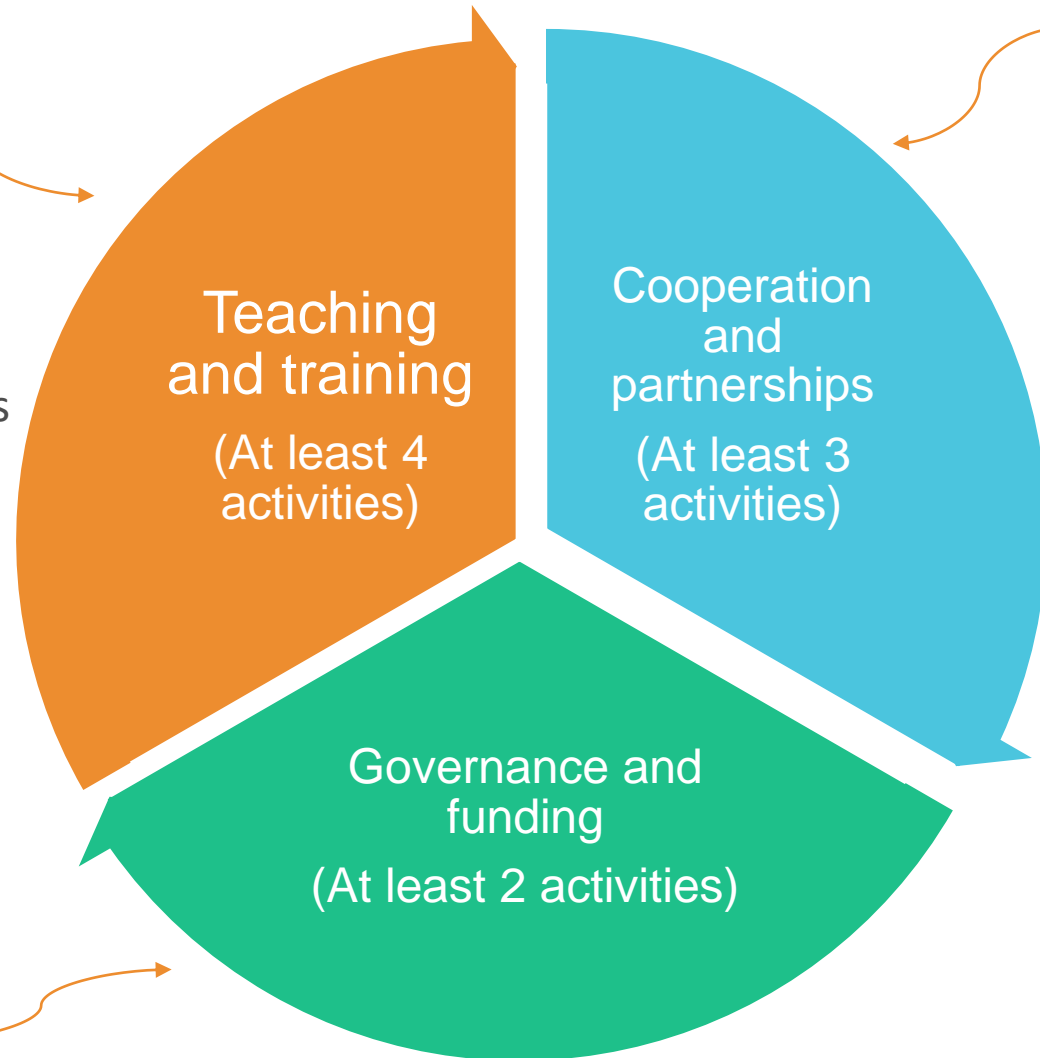 Teaching
and training
(At least 4
activities)
Cooperation
and
partnerships
(At least 3
activities)
Governance and
funding
(At least 2 activities)
s